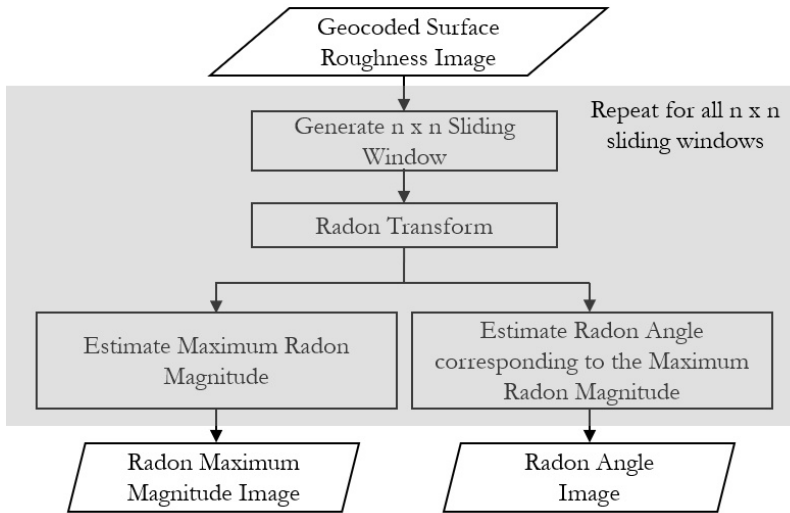 Geocoded Surface
Roughness Image
Repeat for all n x n
sliding windows
Generate n x n Sliding
Window
Radon Transform
Estimate Maximum Radon
Magnitude
Estimate Radon Angle
corresponding to the Maximum
Radon Magnitude
Radon Maximum
Magnitude Image
Radon Angle
Image